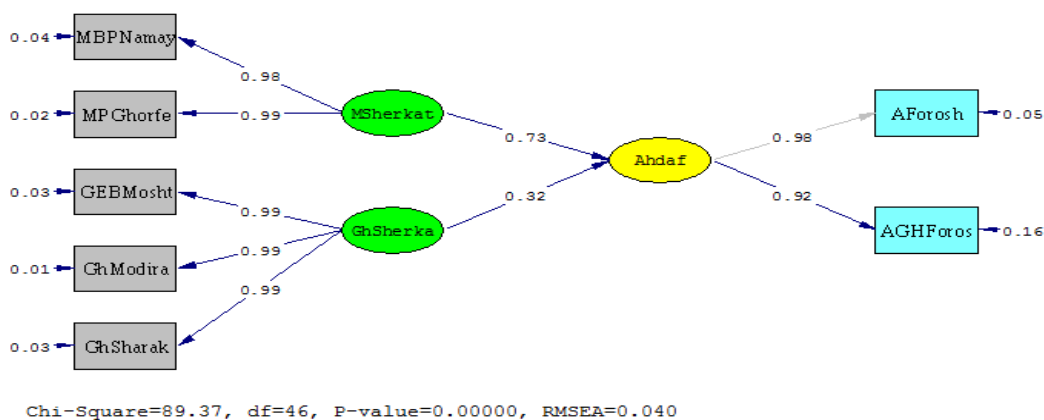 0.04 MBPNamay
0.98
0.02 MPGhorfe 0.99 MSherkat AForosh 0.05
0.73 0.98
Ahdaf
0.03 GEBMosht 0.99 0.32 0.92
GhSherka AGHForos 0.16
0.01 GhModira 0.99
0.99
0.03 GhSharak
Chi-Square=89.37, df=46, P-value=0.00000, RMSEA=0.040